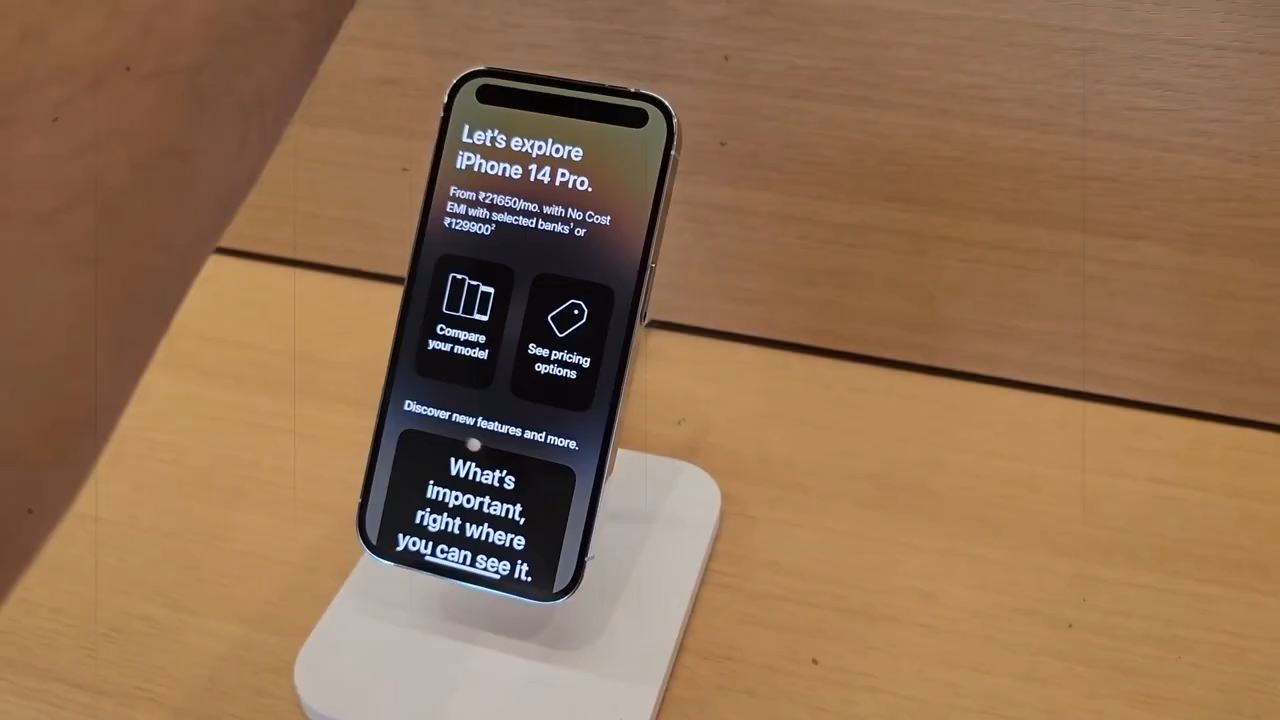 Let's explore
iPhone 14 Pro.
From ₹21650/mo. with No Cost
EMI with selected banks¹ or
₹129900²
Compare
your model
See pricing
options
Discover new features and more.
What's
important,
right where
you can see it.